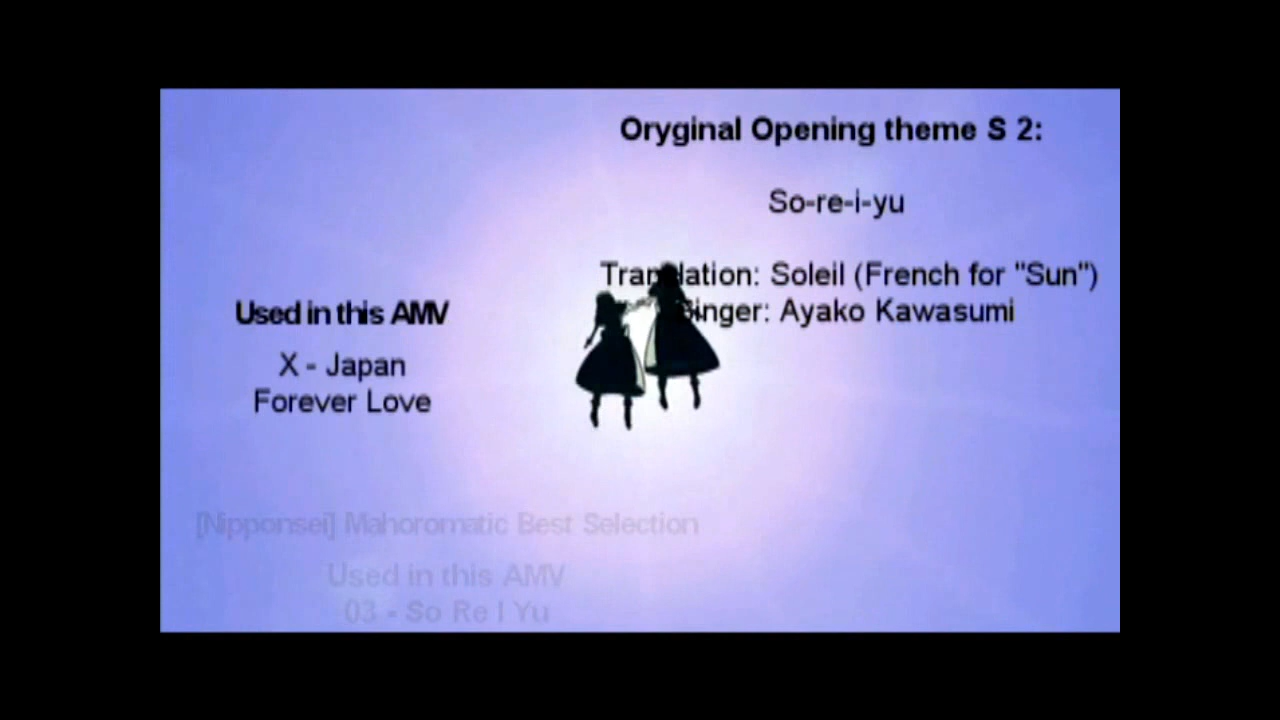 Oryginal Opening theme S 2:
So-re-i-yu
Translation: Soleil (French for "Sun")
Singer: Ayako Kawasumi
Used in this AMV
X - Japan
Forever Love
[Nipponsei] Mahoromatic Best Selection
Used in this AMV
03 - So Re I Yu